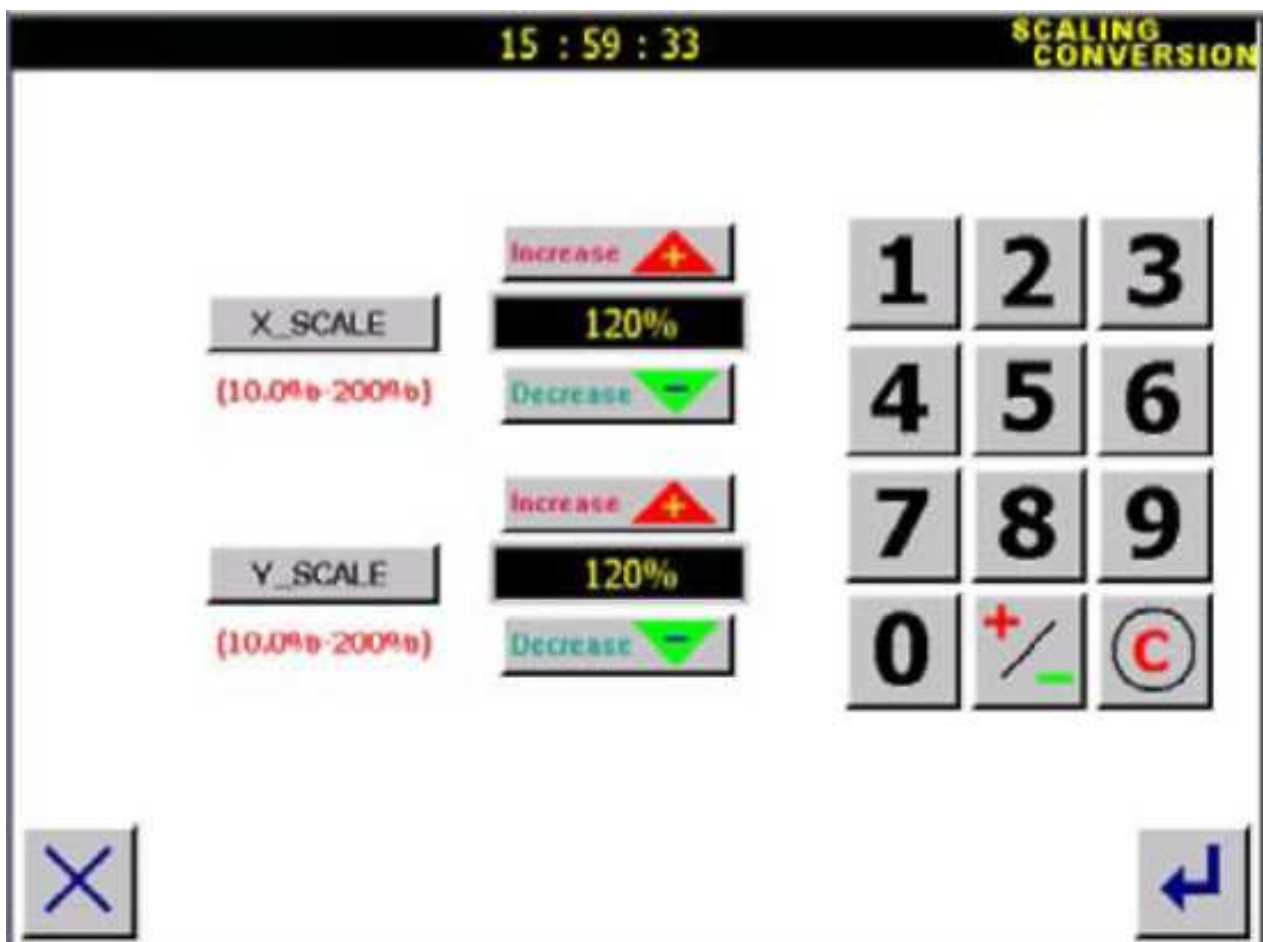 15 : 59 : 33
SCALING
CONVERSION
Increase +
X_SCALE
120%
(10.0%-200%)
Decrease -
Increase +
Y_SCALE
120%
(10.0%-200%)
Decrease -
1 2 3
4 5 6
7 8 9
0 +/- C